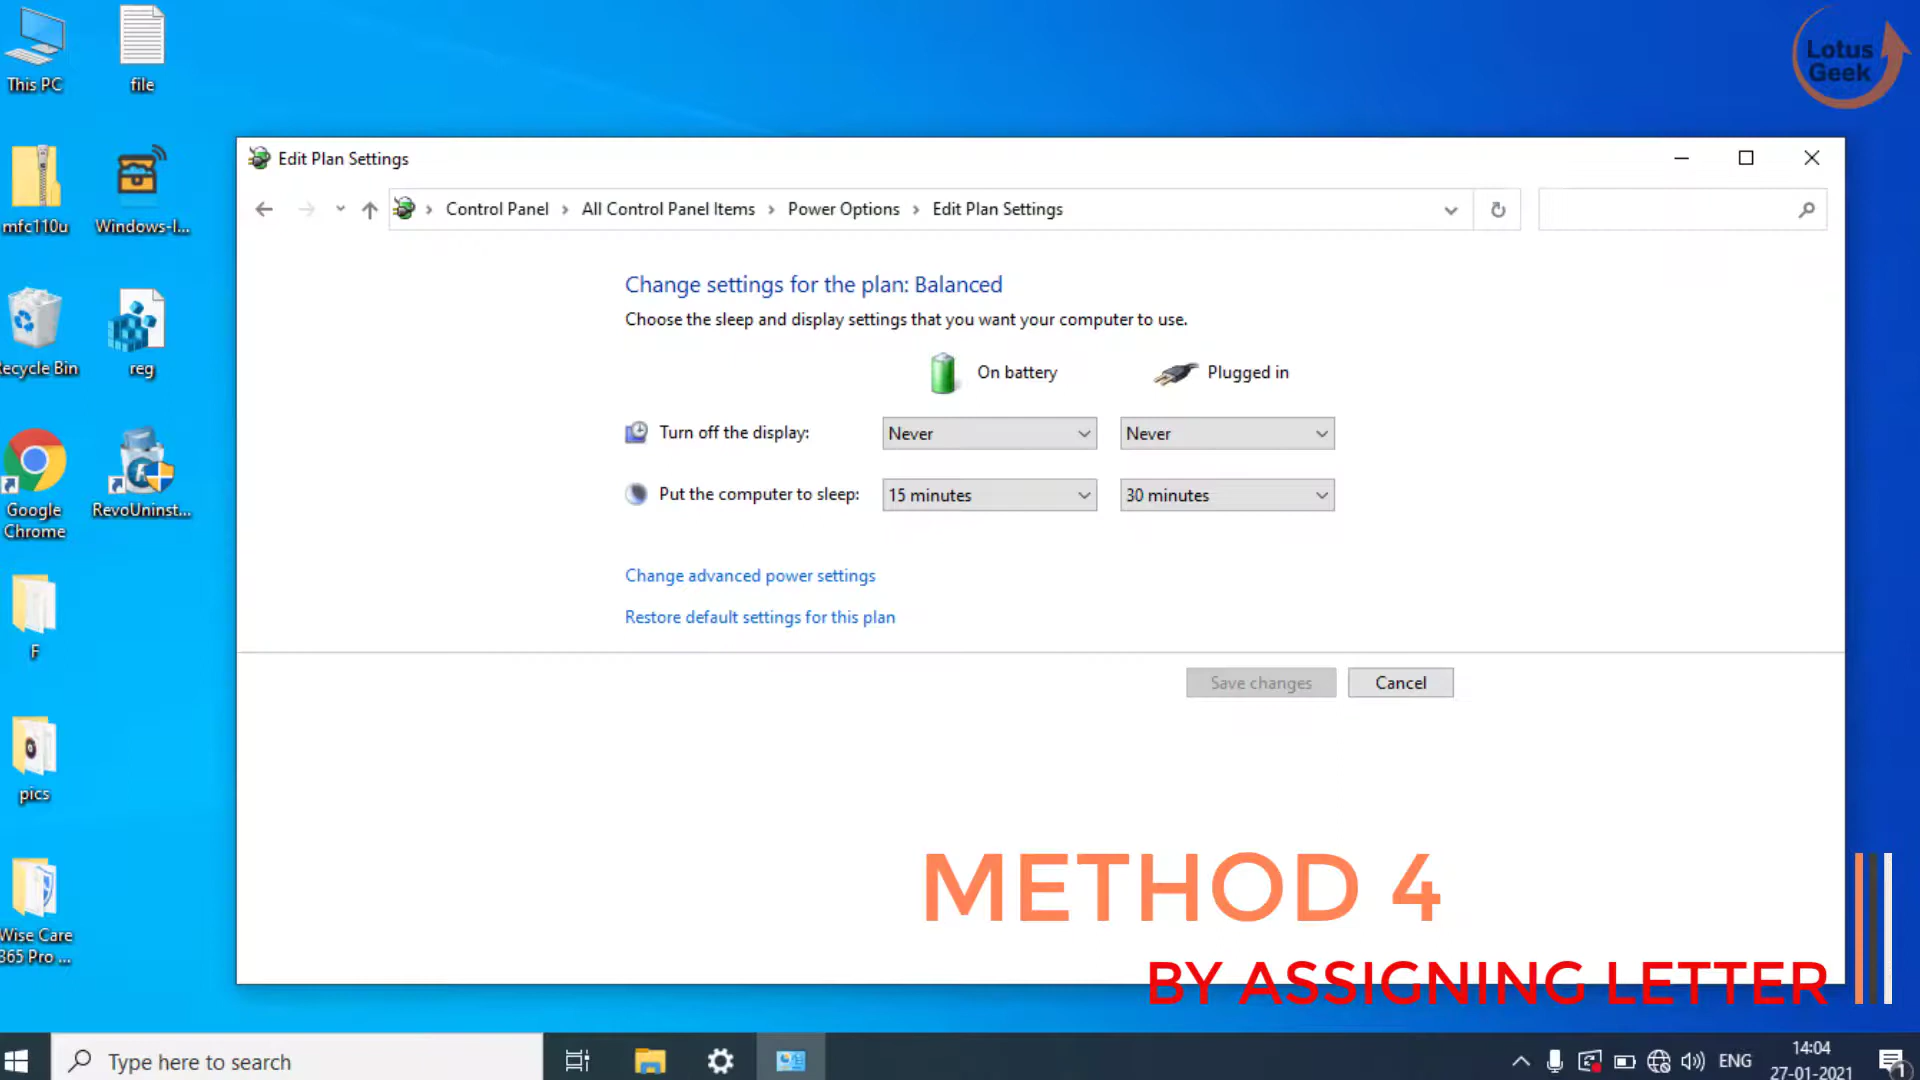 This PC
file
Lotus
Geek
Edit Plan Settings
Control Panel
All Control Panel Items
Power Options
Edit Plan Settings
mfc110u
Windows-I...
Change settings for the plan: Balanced
Choose the sleep and display settings that you want your computer to use.
Recycle Bin
reg
On battery
Plugged in
Turn off the display:
Never
Never
Put the computer to sleep:
15 minutes
30 minutes
Google
Chrome
RevoUninst...
Change advanced power settings
Restore default settings for this plan
F
Save changes
Cancel
pics
METHOD 4
Wise Care
365 Pro ...
BY ASSIGNING LETTER
Type here to search
ENG
14:04
27-01-2021
1